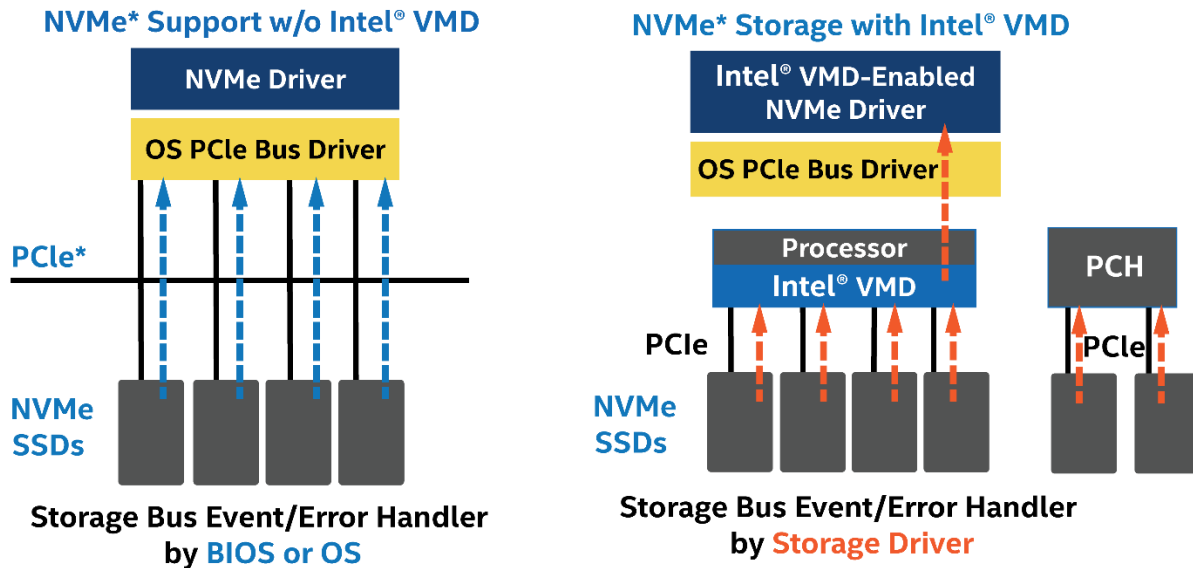 NVMe* Support w/o Intel® VMD
NVMe Driver
OS PCIe Bus Driver
PCIe*
NVMe
SSDs
Storage Bus Event/Error Handler
by BIOS or OS
NVMe* Storage with Intel® VMD
Intel® VMD-Enabled
NVMe Driver
OS PCIe Bus Driver
Processor
Intel® VMD
PCIe
NVMe
SSDs
PCH
PCIe
Storage Bus Event/Error Handler
by Storage Driver